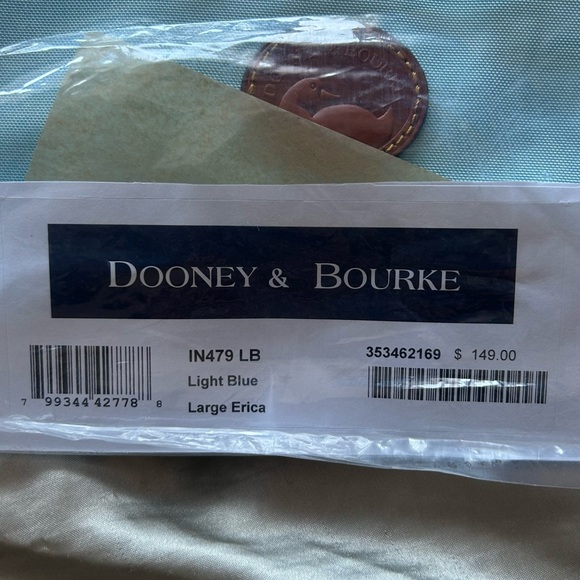 DOONEY & BOURKE
IN479 LB
Light Blue
Large Erica
353462169 $ 149.00
7 99344 42778 8